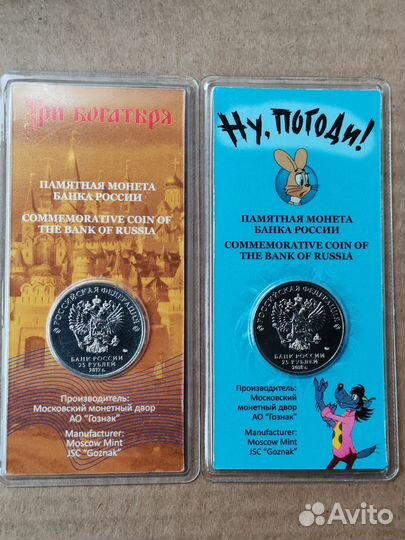 Три богатыря
ПАМЯТНАЯ МОНЕТА
БАНКА РОССИИ
COMMEMORATIVE COIN OF
THE BANK OF RUSSIA
РОССИЙСКАЯ ФЕДЕРАЦИЯ
БАНК РОССИИ
25 РУБЛЕЙ
2017 г.
Производитель:
Московский монетный двор
АО "Гознак"
Manufacturer:
Moscow Mint
JSC "Goznak"
Ну, погоди!
ПАМЯТНАЯ МОНЕТА
БАНКА РОССИИ
COMMEMORATIVE COIN OF
THE BANK OF RUSSIA
РОССИЙСКАЯ ФЕДЕРАЦИЯ
БАНК РОССИИ
25 РУБЛЕЙ
2018 г.
Производитель:
Московский
монетный двор
АО "Гознак"
Manufacturer:
Moscow Mint
JSC "Goznak"
Avito